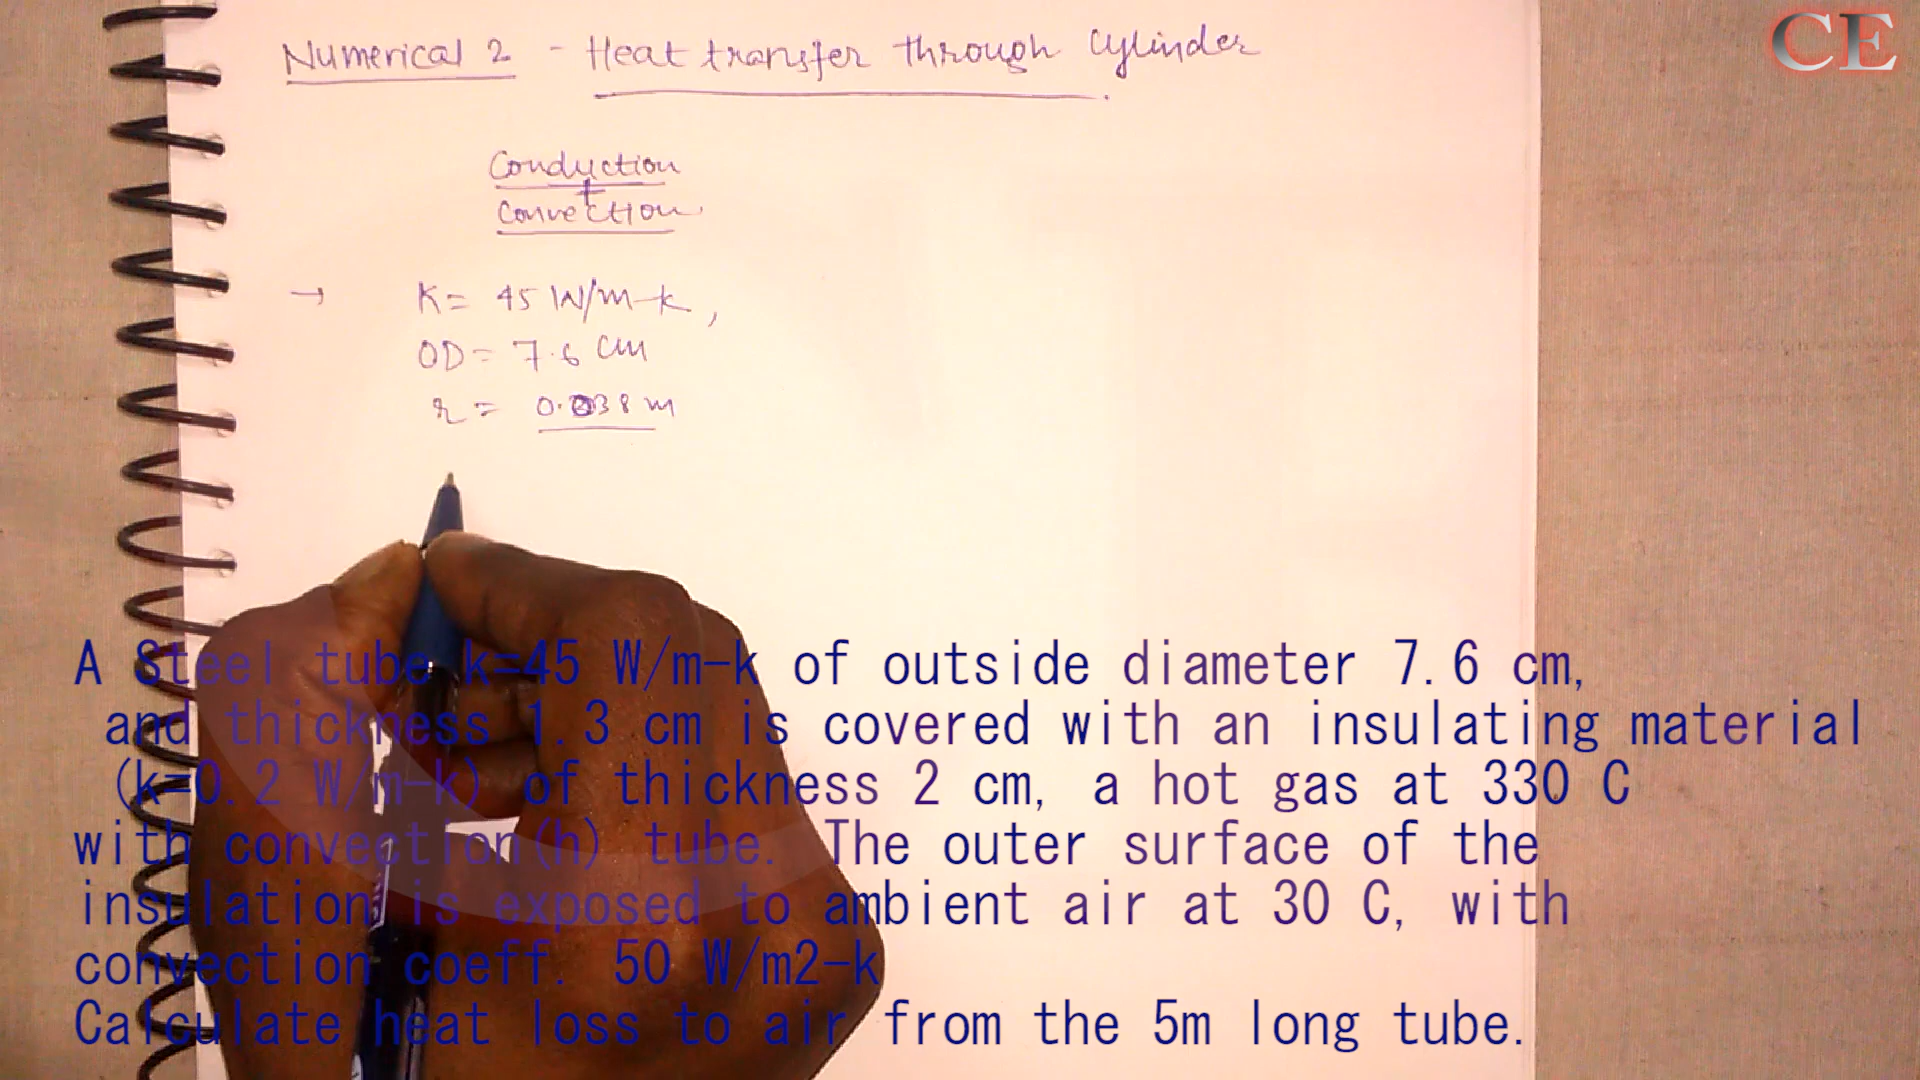 CE
Numerical 2 - Heat transfer through cylinder
Conduction
+
Convection
→ K = 45 W/m-k,
OD = 7.6 cm
r = 0.038 m
A Steel tube k=45 W/m-k of outside diameter 7.6 cm,
and thickness 1.3 cm is covered with an insulating material
(k=0.2 W/m-k) of thickness 2 cm, a hot gas at 330 C
with convection(h) tube. The outer surface of the
insulation is exposed to ambient air at 30 C, with
convection coeff. 50 W/m2-k
Calculate heat loss to air from the 5m long tube.